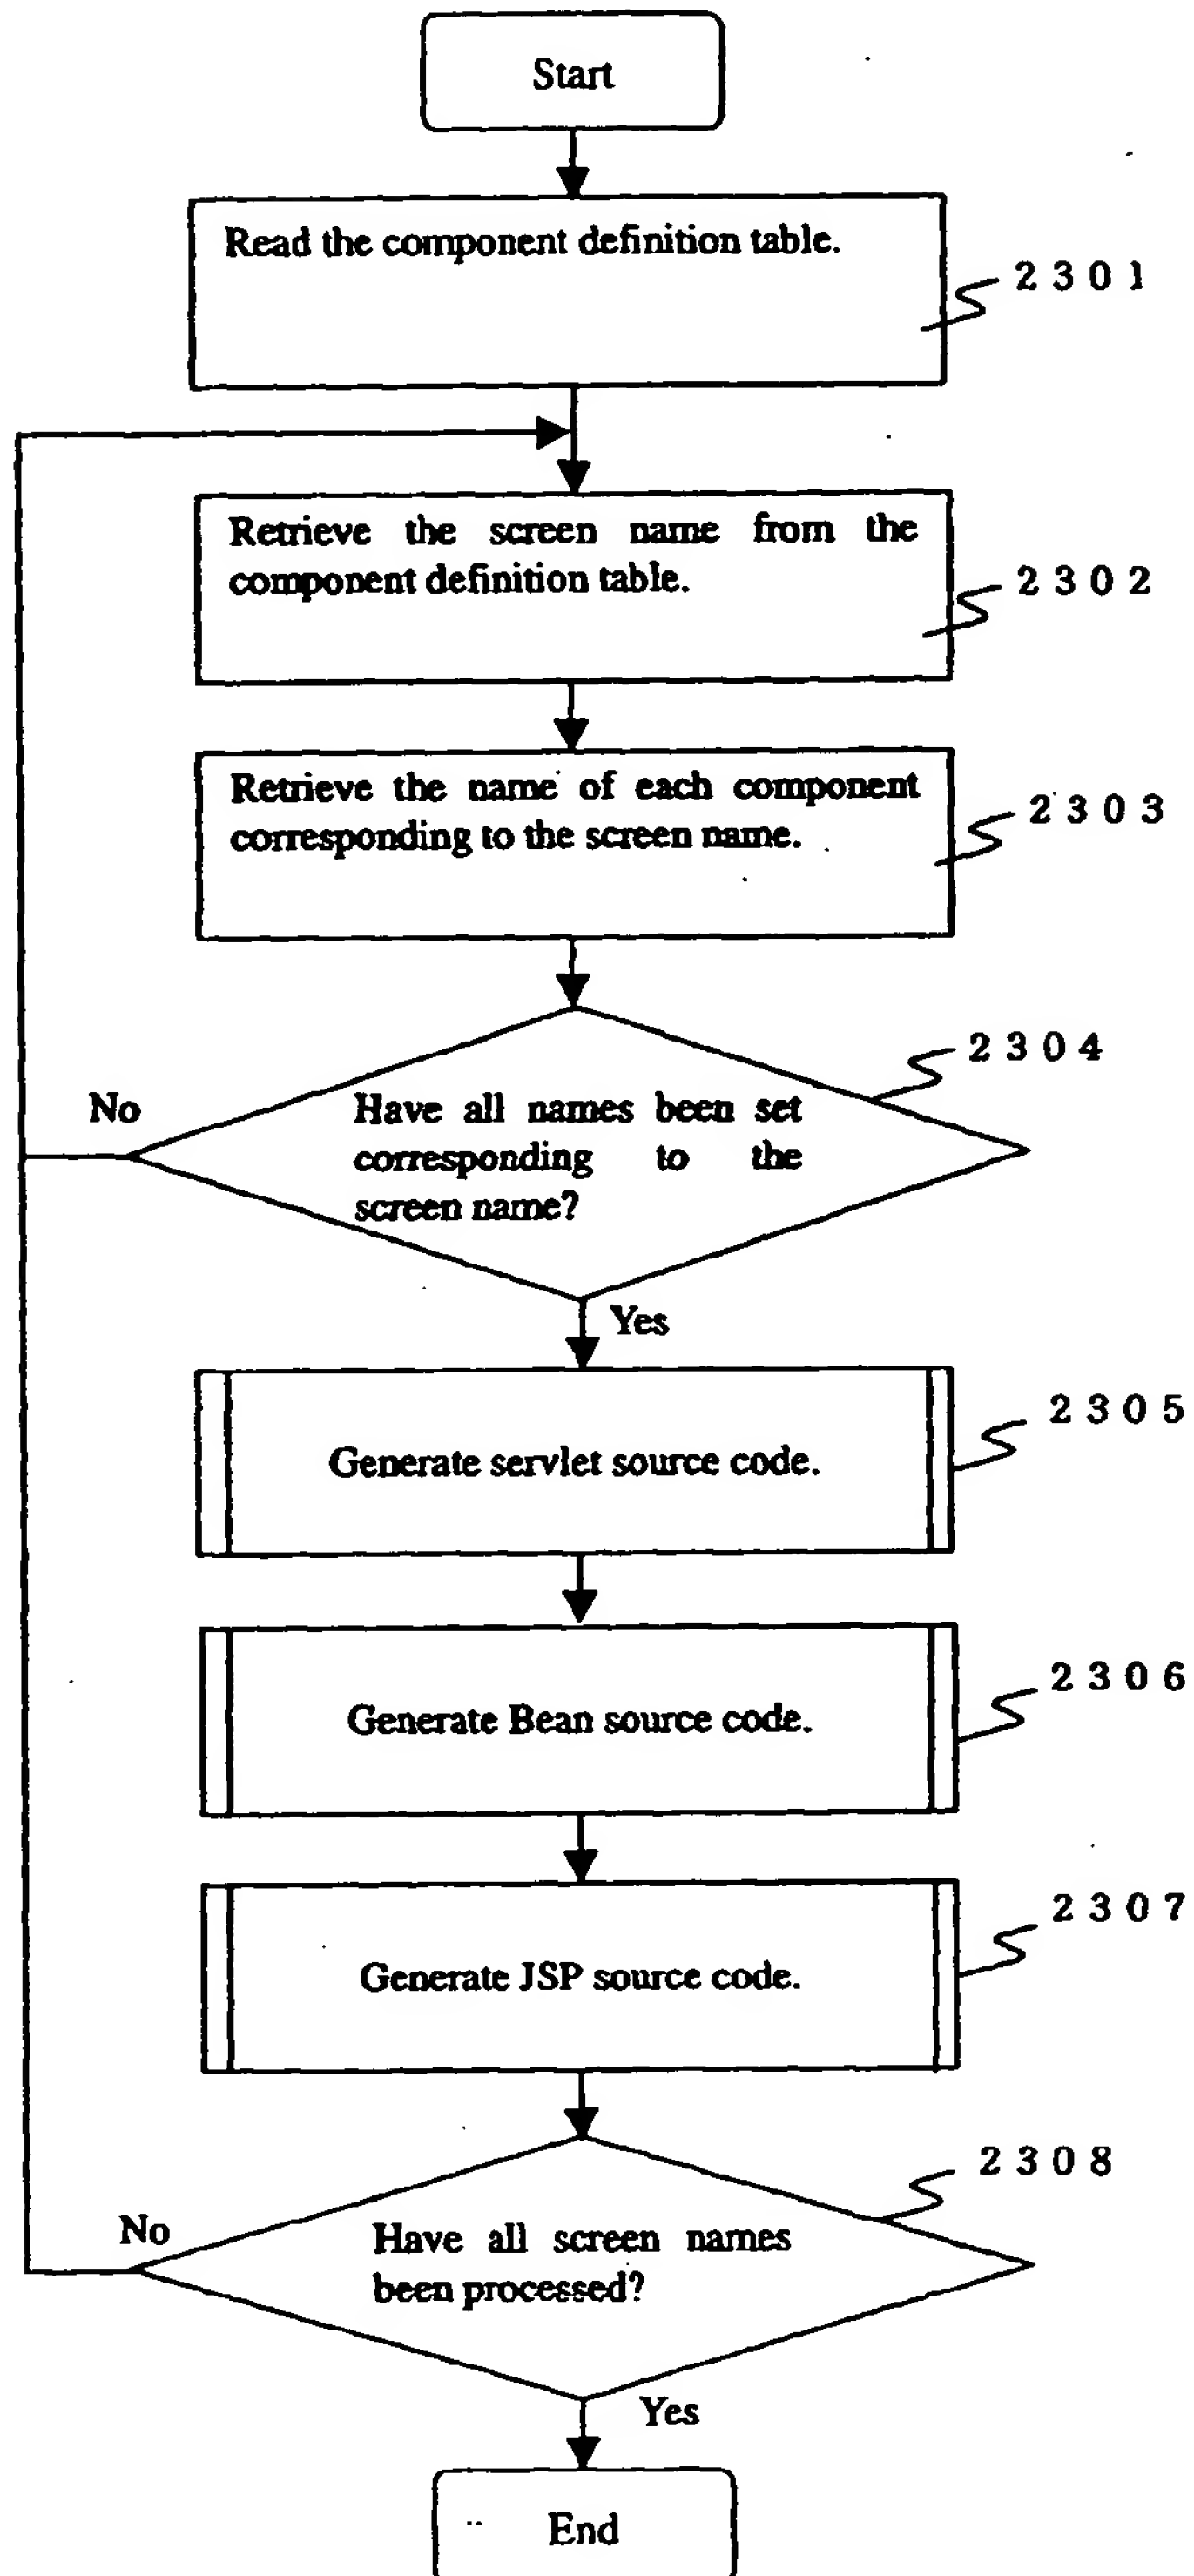 Start
Read the component definition table.
2301
Retrieve the screen name from the
component definition table.
2302
Retrieve the name of each component
corresponding to the screen name.
2303
2304
No
Have all names been set
corresponding to the
screen name?
Yes
Generate servlet source code.
2305
Generate Bean source code.
2306
Generate JSP source code.
2307
2308
No
Have all screen names
been processed?
Yes
End